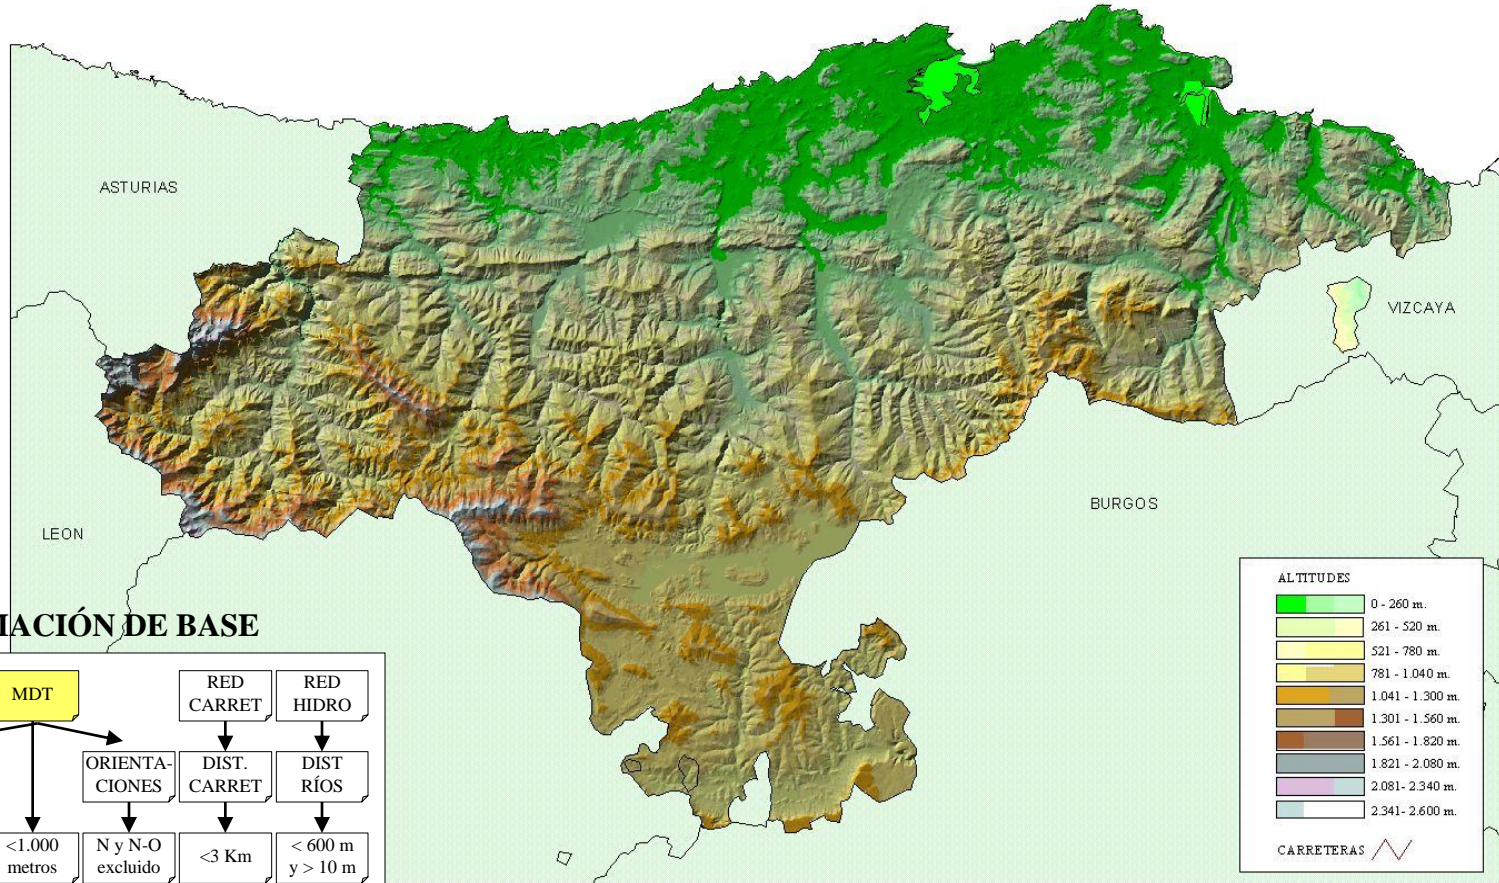 ASTURIAS
VIZCAYA
LEON
BURGOS
MACIÓN DE BASE
MDT
RED
CARRET
RED
HIDRO
ORIENTA-
CIONES
DIST.
CARRET
DIST
RÍOS
<1.000
metros
N y N-O
excluido
<3 Km
< 600 m
y > 10 m
ALTITUDES
0 - 260 m.
261 - 520 m.
521 - 780 m.
781 - 1.040 m.
1.041 - 1.300 m.
1.301 - 1.560 m.
1.561 - 1.820 m.
1.821 - 2.080 m.
2.081- 2.340 m.
2.341- 2.600 m.
CARRETERAS